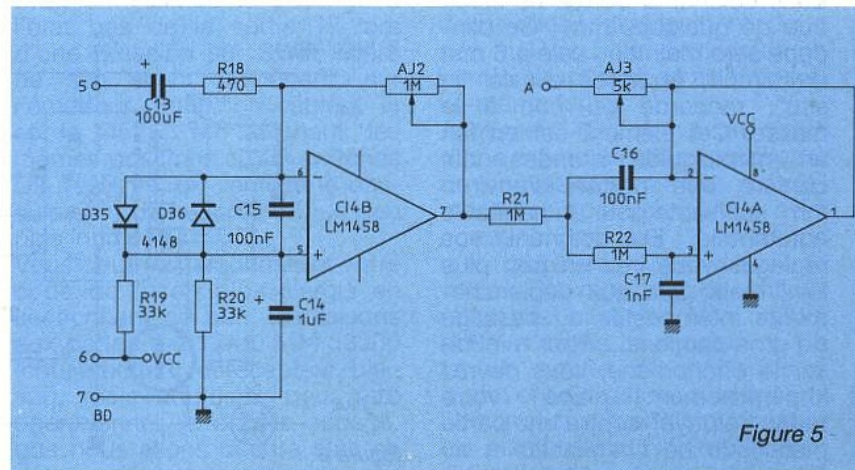 +
5
C13
100uF
R18
470
AJ2
1M
A
AJ3
5k
VCC
D35
D36
4148
C15
100nF
6
−
5
+
CI4B
LM1458
7
R21
1M
C16
100nF
R22
1M
2
−
3
+
8
CI4A
LM1458
1
4
C17
1nF
R19
33k
R20
33k
+
C14
1uF
6
VCC
7
BD
Figure 5